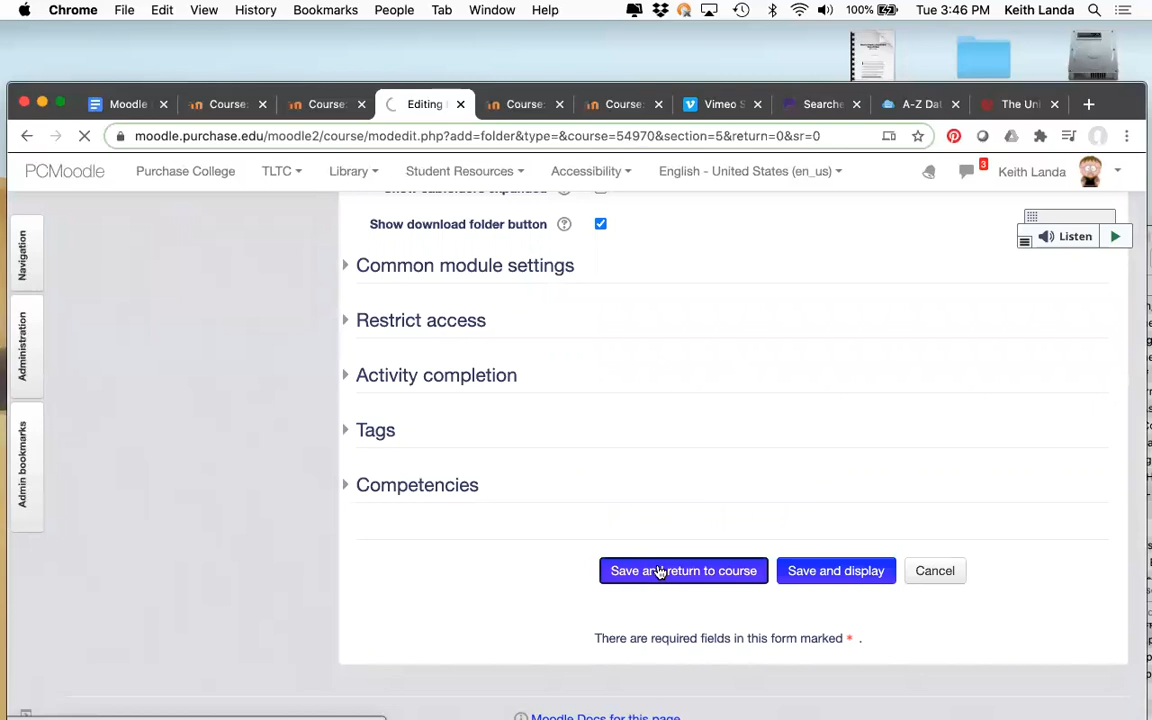 Chrome File Edit View History Bookmarks People Tab Window Help 100% Tue 3:46 PM Keith Landa
Moodle Course: Course: Editing Course: Course: Vimeo S Searche A-Z Dat The Uni
moodle.purchase.edu/moodle2/course/modedit.php?add=folder&type=&course=54970&section=5&return=0&sr=0
PCMoodle Purchase College TLTC Library Student Resources Accessibility English - United States (en_us) 3 Keith Landa
Navigation
Administration
Admin bookmarks
Show subfolders expanded
Show download folder button
Listen
Common module settings
Restrict access
Activity completion
Tags
Competencies
Save and return to course Save and display Cancel
There are required fields in this form marked * .
Moodle Docs for this page